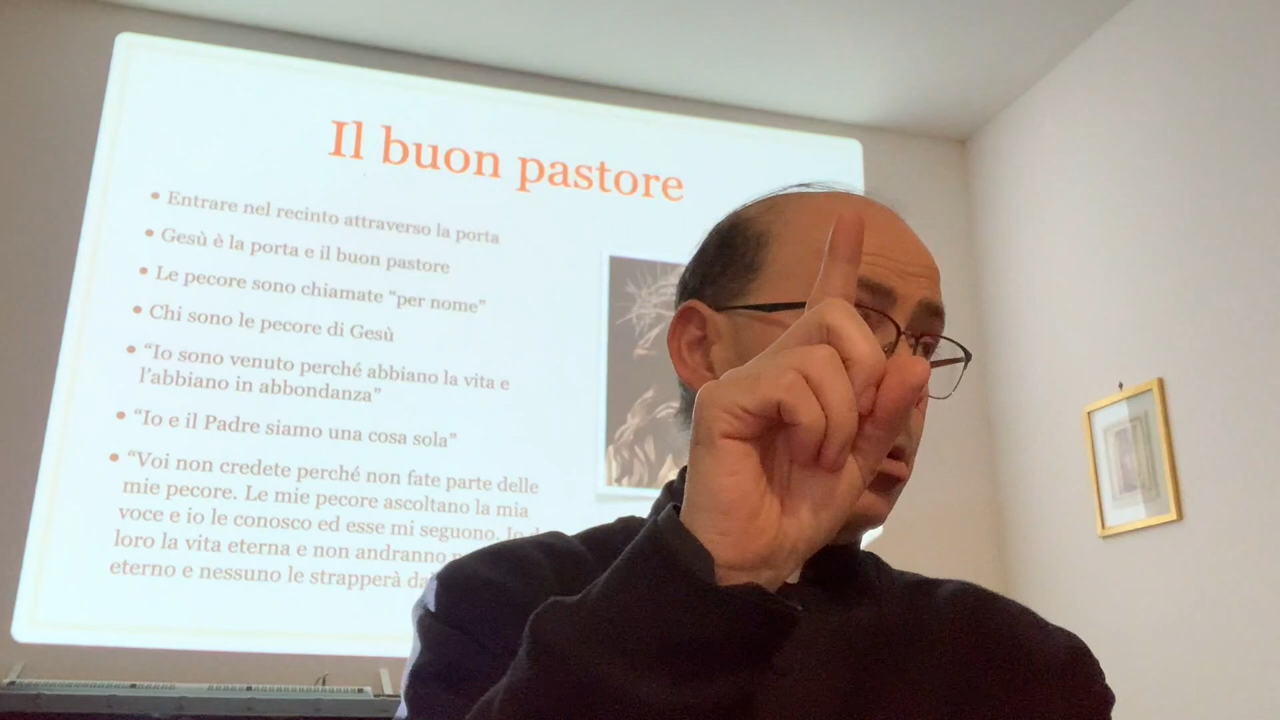 Il buon pastore
• Entrare nel recinto attraverso la porta
• Gesù è la porta e il buon pastore
• Le pecore sono chiamate “per nome”
• Chi sono le pecore di Gesù
• “Io sono venuto perché abbiano la vita e
l’abbiano in abbondanza”
• “Io e il Padre siamo una cosa sola”
• “Voi non credete perché non fate parte delle
mie pecore. Le mie pecore ascoltano la mia
voce e io le conosco ed esse mi seguono. Io
loro la vita eterna e non andranno
eterno e nessuno le strapperà